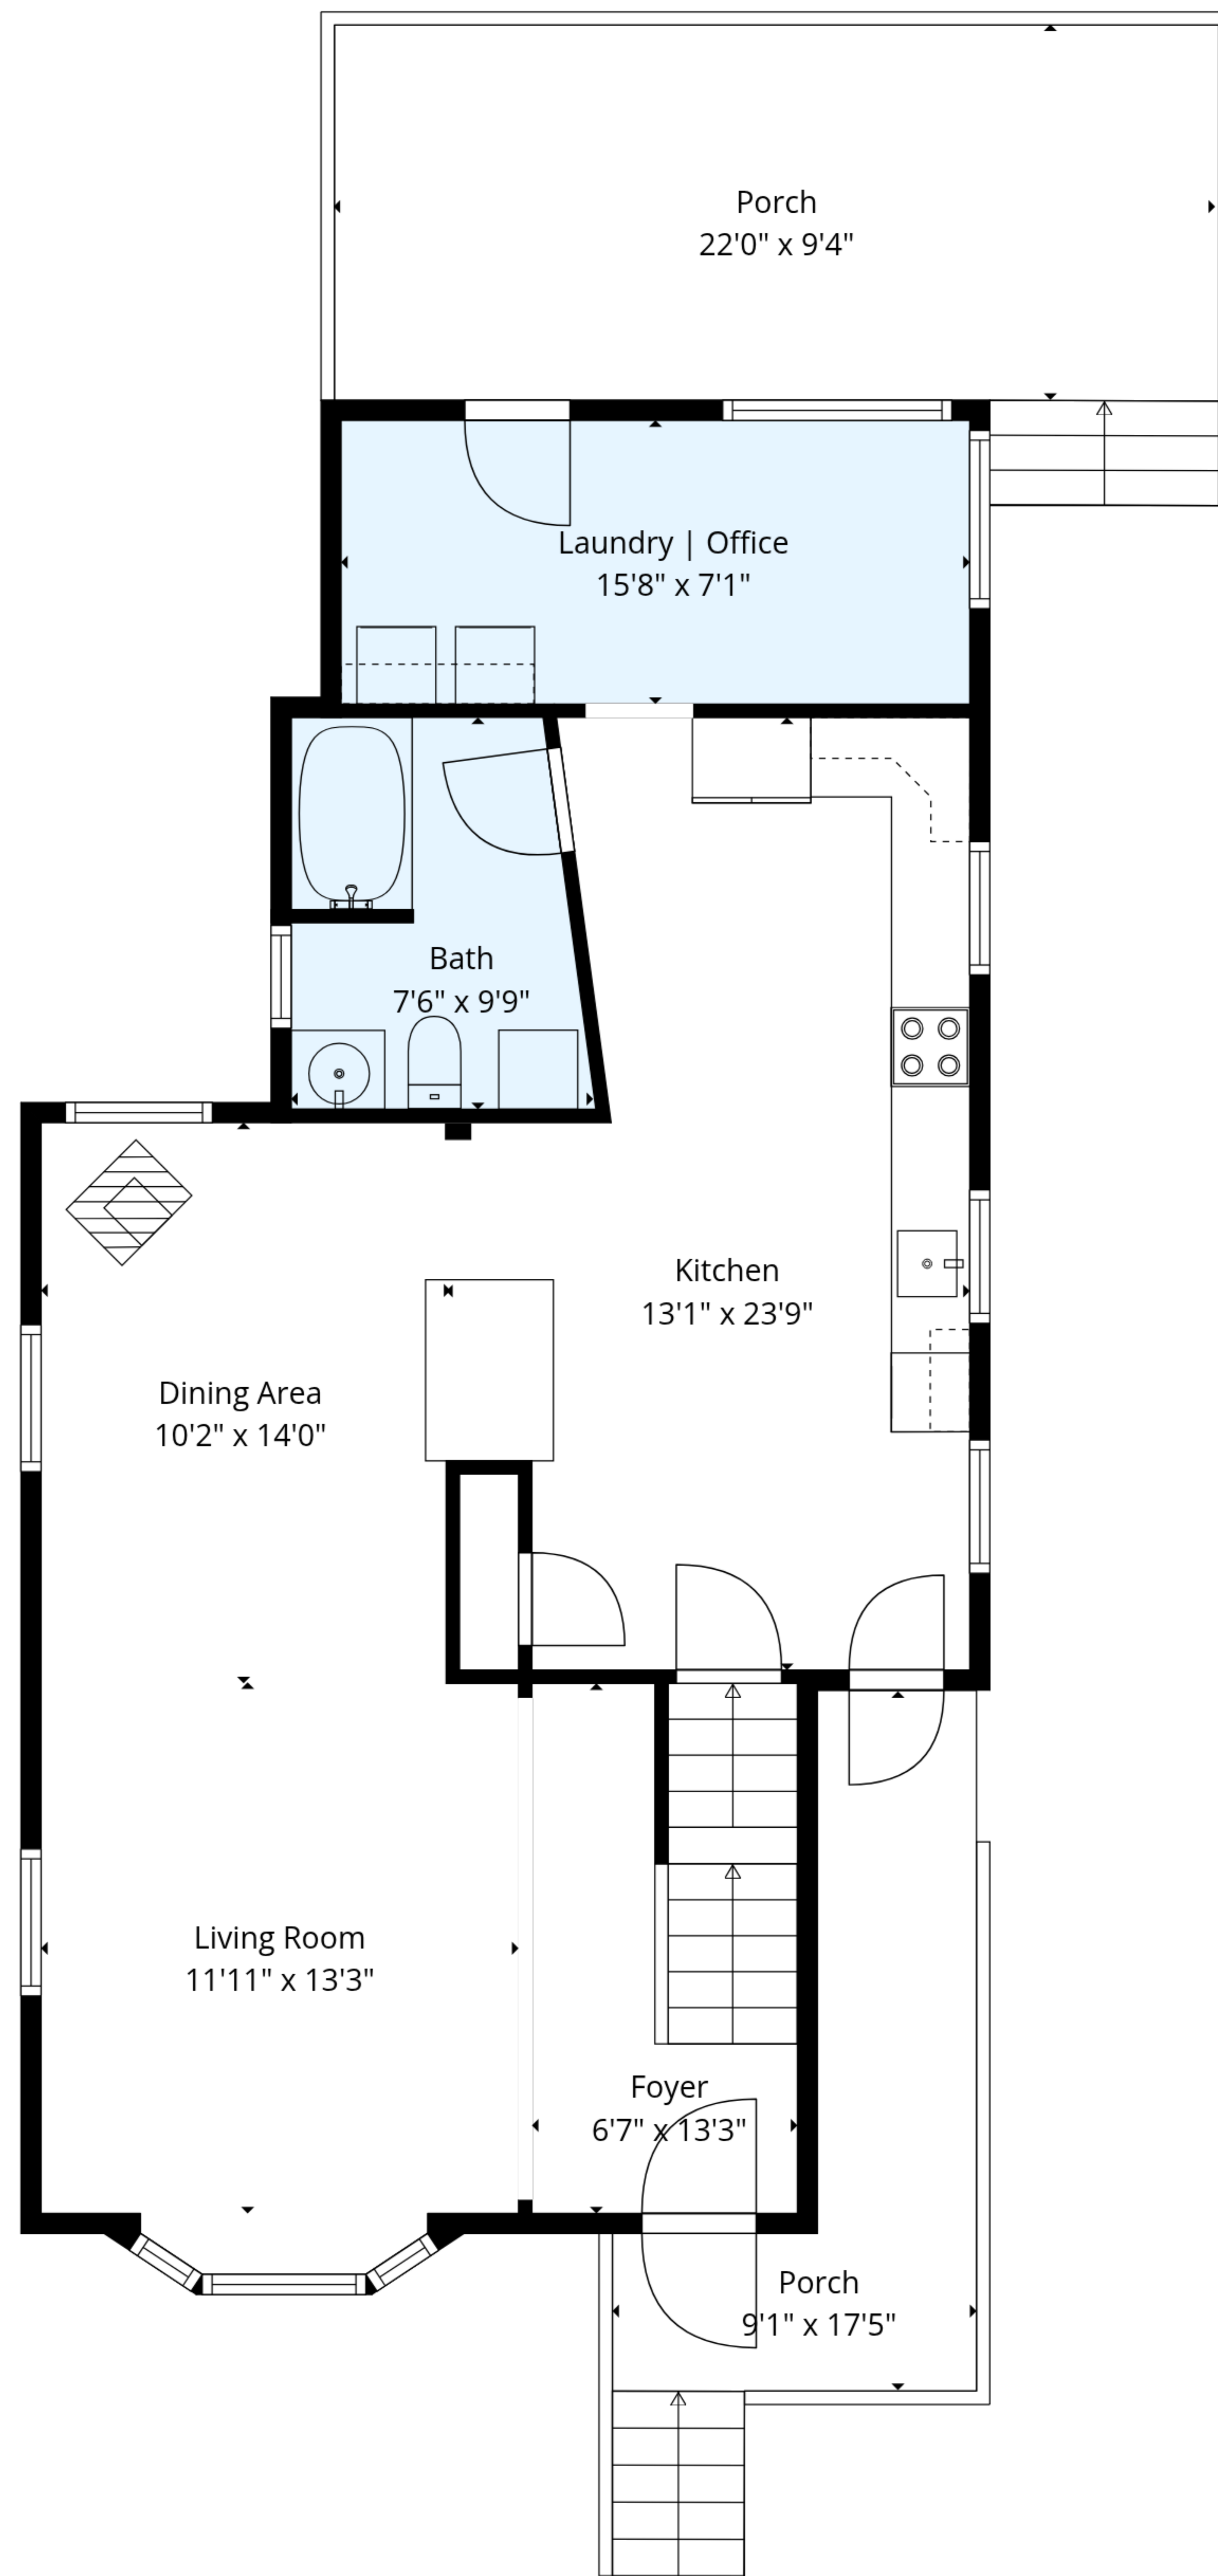 Porch
22'0" x 9'4"
Laundry | Office
15'8" x 7'1"
Bath
7'6" x 9'9"
Kitchen
13'1" x 23'9"
Dining Area
10'2" x 14'0"
Living Room
11'11" x 13'3"
Foyer
6'7" x 13'3"
Porch
9'1" x 17'5"